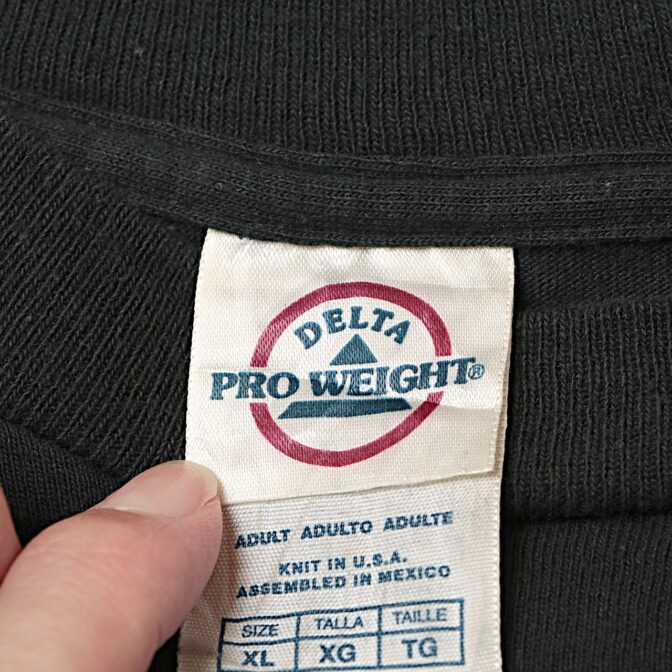 DELTA
PRO WEIGHT®
ADULT ADULTO ADULTE
KNIT IN U.S.A.
ASSEMBLED IN MEXICO
SIZE TALLA TAILLE
XL XG TG